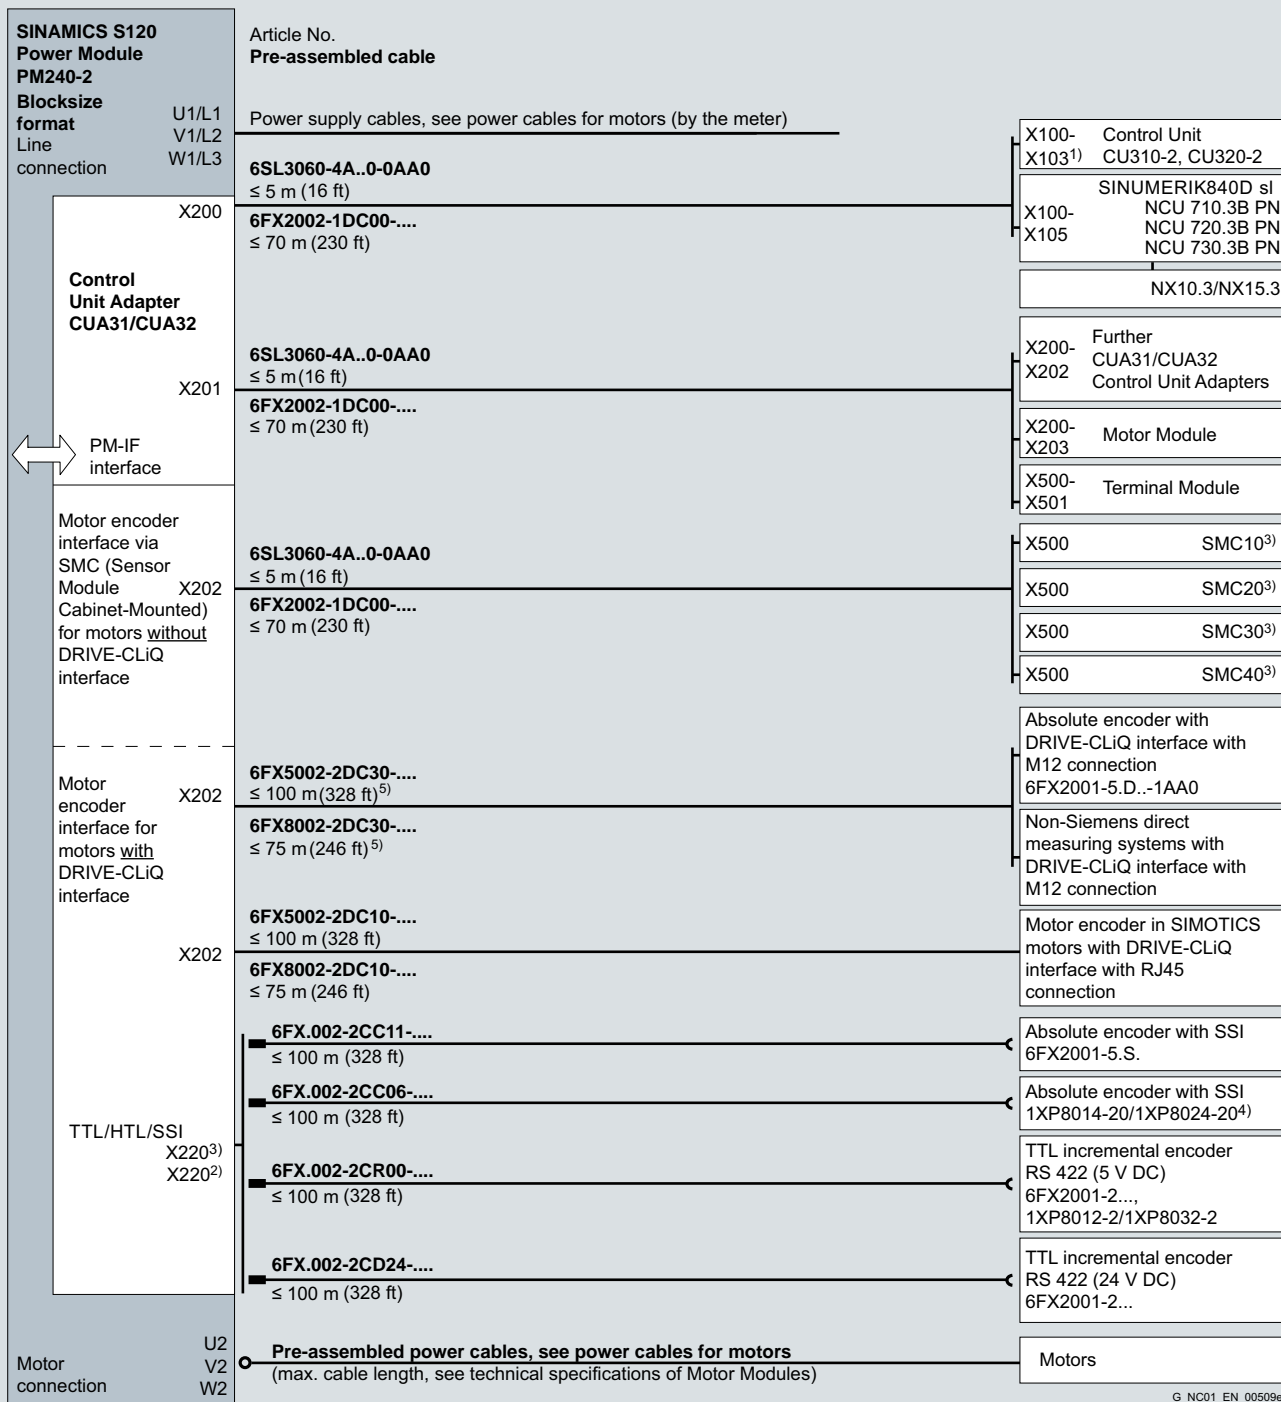 SINAMICS S120
Power Module
PM240-2
Blocksize
format
Line
connection
U1/L1
V1/L2
W1/L3
Article No.
Pre-assembled cable
Power supply cables, see power cables for motors (by the meter)
X200
6SL3060-4A..0-0AA0
≤ 5 m (16 ft)
6FX2002-1DC00-....
≤ 70 m (230 ft)
X100-
X103¹⁾
Control Unit
CU310-2, CU320-2
X100-
X105
SINUMERIK840D sl
NCU 710.3B PN
NCU 720.3B PN
NCU 730.3B PN
NX10.3/NX15.3
Control
Unit Adapter
CUA31/CUA32
X201
6SL3060-4A..0-0AA0
≤ 5 m (16 ft)
6FX2002-1DC00-....
≤ 70 m (230 ft)
X200-
X202
Further
CUA31/CUA32
Control Unit Adapters
X200-
X203
Motor Module
X500-
X501
Terminal Module
PM-IF
interface
Motor encoder
interface via
SMC (Sensor
Module
Cabinet-Mounted)
for motors without
DRIVE-CLiQ
interface
X202
6SL3060-4A..0-0AA0
≤ 5 m (16 ft)
6FX2002-1DC00-....
≤ 70 m (230 ft)
X500 SMC10³⁾
X500 SMC20³⁾
X500 SMC30³⁾
X500 SMC40³⁾
Motor
encoder
interface for
motors with
DRIVE-CLiQ
interface
X202
6FX5002-2DC30-....
≤ 100 m (328 ft)⁵⁾
6FX8002-2DC30-....
≤ 75 m (246 ft)⁵⁾
Absolute encoder with
DRIVE-CLiQ interface with
M12 connection
6FX2001-5.D..-1AA0
Non-Siemens direct
measuring systems with
DRIVE-CLiQ interface with
M12 connection
X202
6FX5002-2DC10-....
≤ 100 m (328 ft)
6FX8002-2DC10-....
≤ 75 m (246 ft)
Motor encoder in SIMOTICS
motors with DRIVE-CLiQ
interface with RJ45
connection
TTL/HTL/SSI
X220³⁾
X220²⁾
6FX.002-2CC11-....
≤ 100 m (328 ft)
Absolute encoder with SSI
6FX2001-5.S.
6FX.002-2CC06-....
≤ 100 m (328 ft)
Absolute encoder with SSI
1XP8014-20/1XP8024-20⁴⁾
6FX.002-2CR00-....
≤ 100 m (328 ft)
TTL incremental encoder
RS 422 (5 V DC)
6FX2001-2...,
1XP8012-2/1XP8032-2
6FX.002-2CD24-....
≤ 100 m (328 ft)
TTL incremental encoder
RS 422 (24 V DC)
6FX2001-2...
Motor
connection
U2
V2
W2
Pre-assembled power cables, see power cables for motors
(max. cable length, see technical specifications of Motor Modules)
Motors
G_NC01_EN_00509e